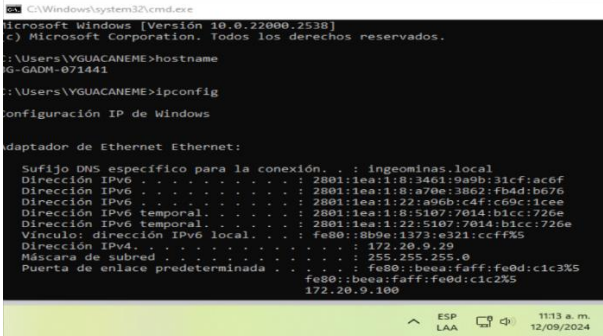 C:\Windows\system32\cmd.exe
Microsoft Windows [Versión 10.0.22000.2538]
(c) Microsoft Corporation. Todos los derechos reservados.
C:\Users\YGUACANEME>hostname
BG-GADM-071441
C:\Users\YGUACANEME>ipconfig
Configuración IP de Windows
Adaptador de Ethernet Ethernet:
Sufijo DNS específico para la conexión. . : ingeominas.local
Dirección IPv6 . . . . . . . . . . : 2801:1ea:1:8:3461:9a9b:31cf:ac6f
Dirección IPv6 . . . . . . . . . . : 2801:1ea:1:8:a70e:3862:fb4d:b676
Dirección IPv6 . . . . . . . . . . : 2801:1ea:1:22:a96b:c4f:c69c:1cee
Dirección IPv6 temporal. . . . . . : 2801:1ea:1:8:5107:7014:b1cc:726e
Dirección IPv6 temporal. . . . . . : 2801:1ea:1:22:5107:7014:b1cc:726e
Vínculo: dirección IPv6 local. . . : fe80::8b9e:1373:e321:ccff%5
Dirección IPv4. . . . . . . . . . . . . . : 172.20.9.29
Máscara de subred . . . . . . . . . . . . : 255.255.255.0
Puerta de enlace predeterminada . . . . . : fe80::beea:faff:fe0d:c1c3%5
fe80::beea:faff:fe0d:c1c2%5
172.20.9.100
ESP
LAA
11:13 a. m.
12/09/2024